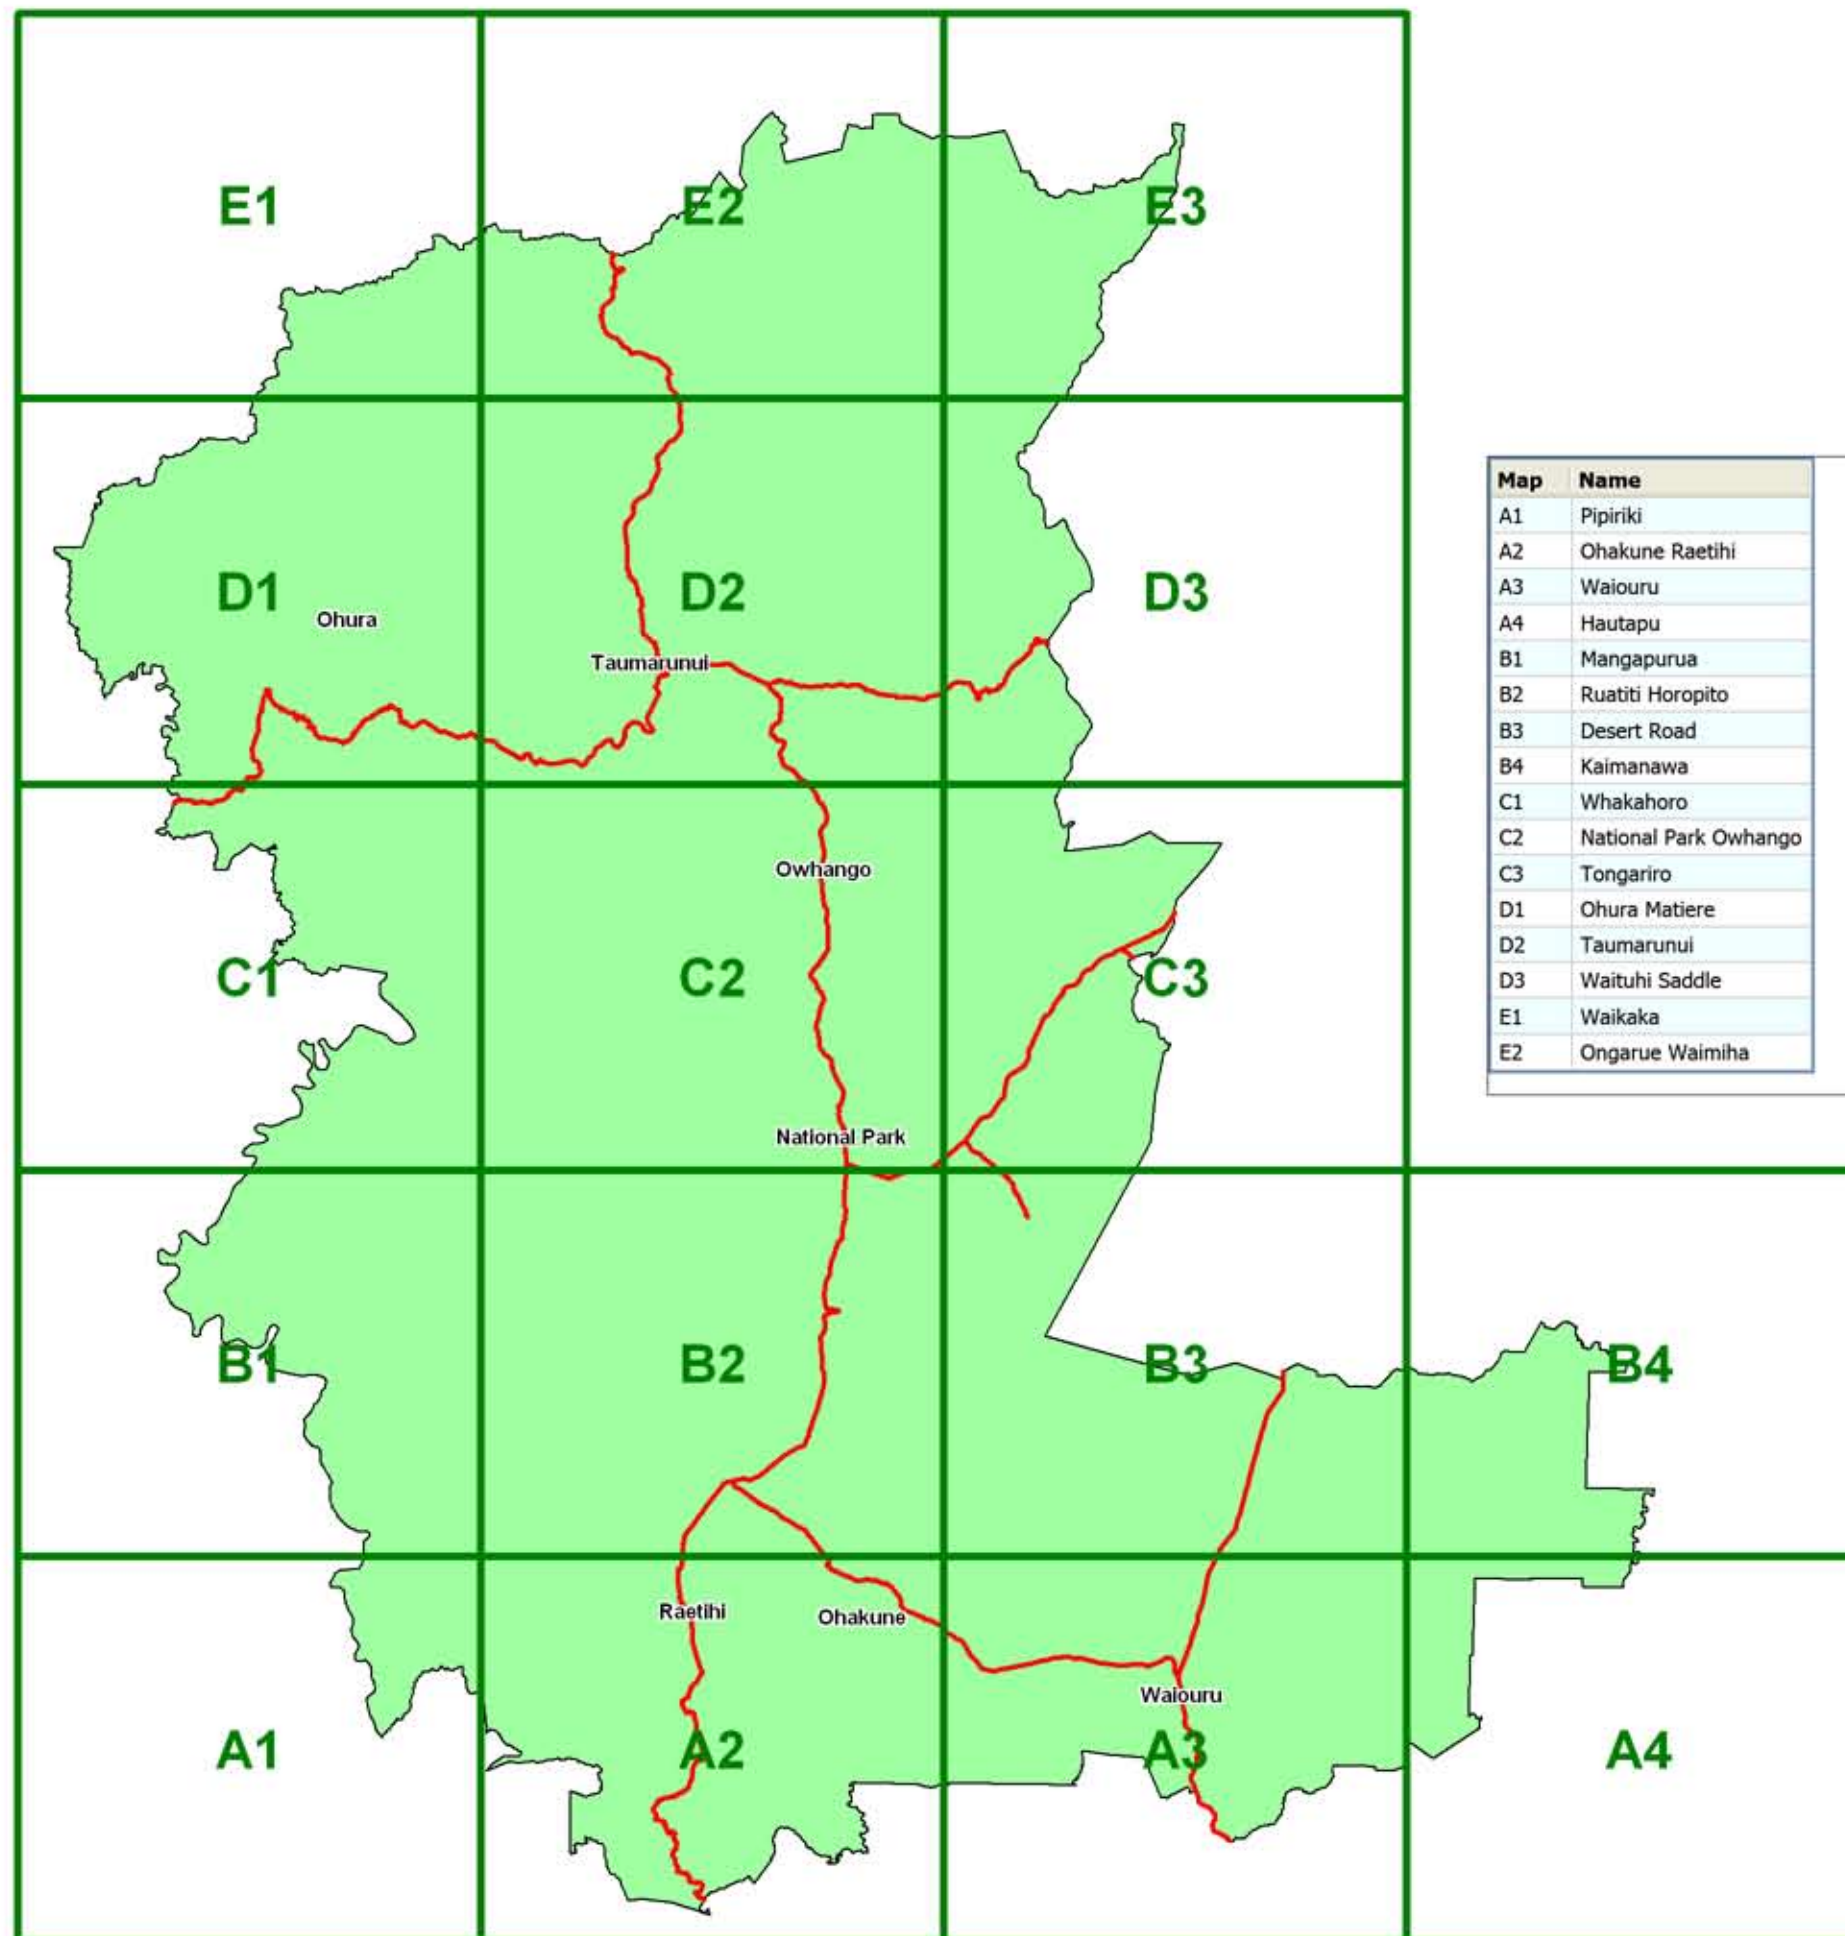 E1 E2 E3
D1 D2 D3
Ohura
Taumarunui
Owhango
C1 C2 C3
National Park
B1 B2 B3 B4
Raetihi Ohakune
Waiouru
A1 A2 A3 A4
Map Name
A1 Pipiriki
A2 Ohakune Raetihi
A3 Waiouru
A4 Hautapu
B1 Mangapurua
B2 Ruatiti Horopito
B3 Desert Road
B4 Kaimanawa
C1 Whakahoro
C2 National Park Owhango
C3 Tongariro
D1 Ohura Matiere
D2 Taumarunui
D3 Waituhi Saddle
E1 Waikaka
E2 Ongarue Waimiha